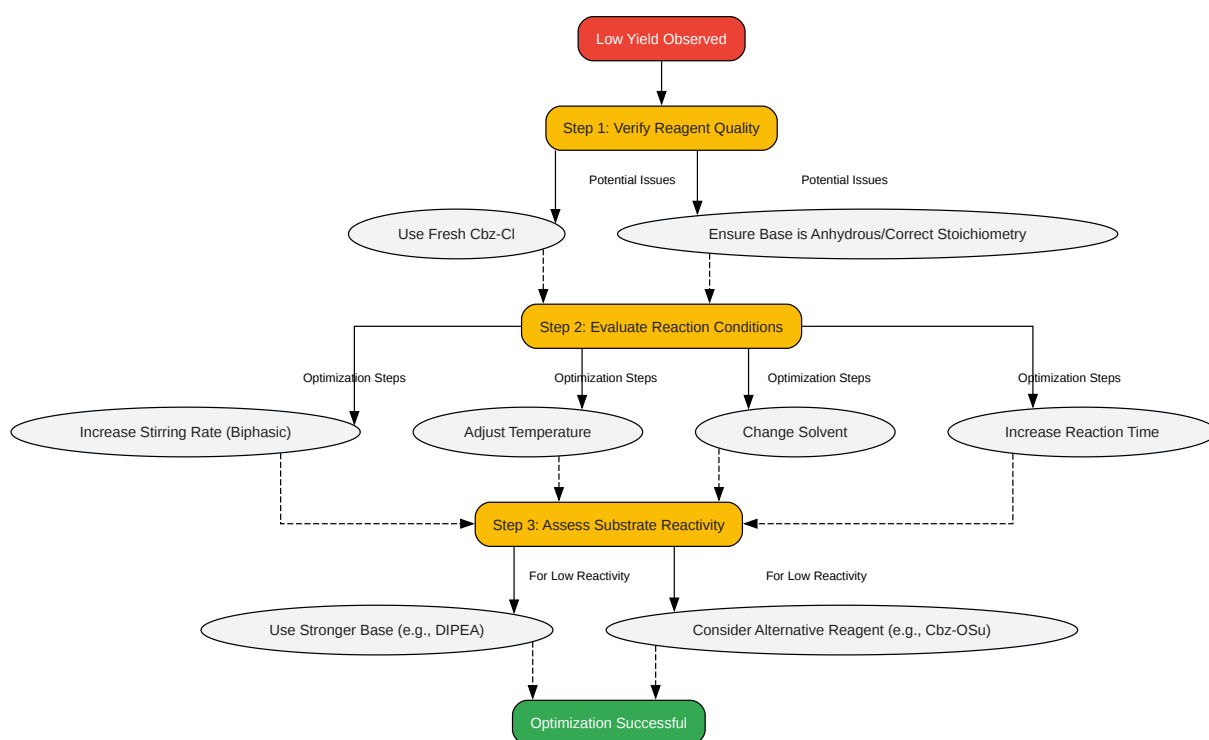 Low Yield Observed
Step 1: Verify Reagent Quality
Potential Issues
Potential Issues
Use Fresh Cbz-Cl
Ensure Base is Anhydrous/Correct Stoichiometry
Step 2: Evaluate Reaction Conditions
Optimization Steps
Optimization Steps
Optimization Steps
Optimization Steps
Increase Stirring Rate (Biphasic)
Adjust Temperature
Change Solvent
Increase Reaction Time
Step 3: Assess Substrate Reactivity
For Low Reactivity
For Low Reactivity
Use Stronger Base (e.g., DIPEA)
Consider Alternative Reagent (e.g., Cbz-OSu)
Optimization Successful